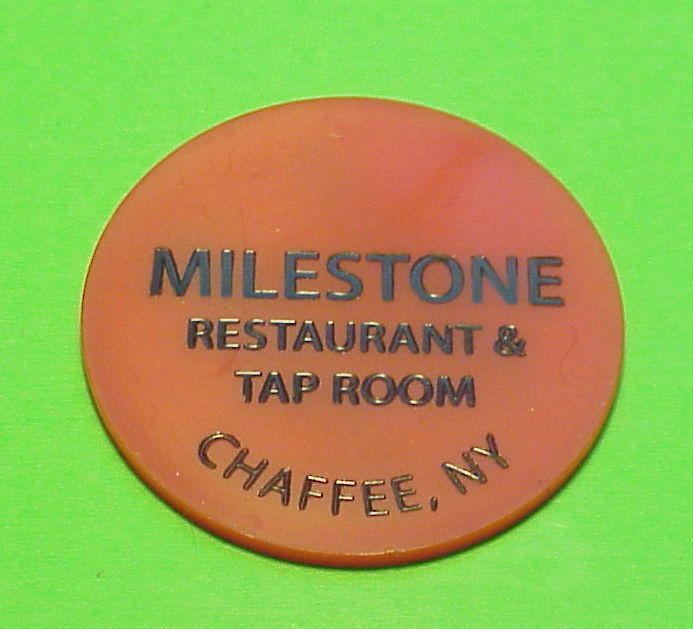 MILESTONE
RESTAURANT &
TAP ROOM
CHAFFEE, NY